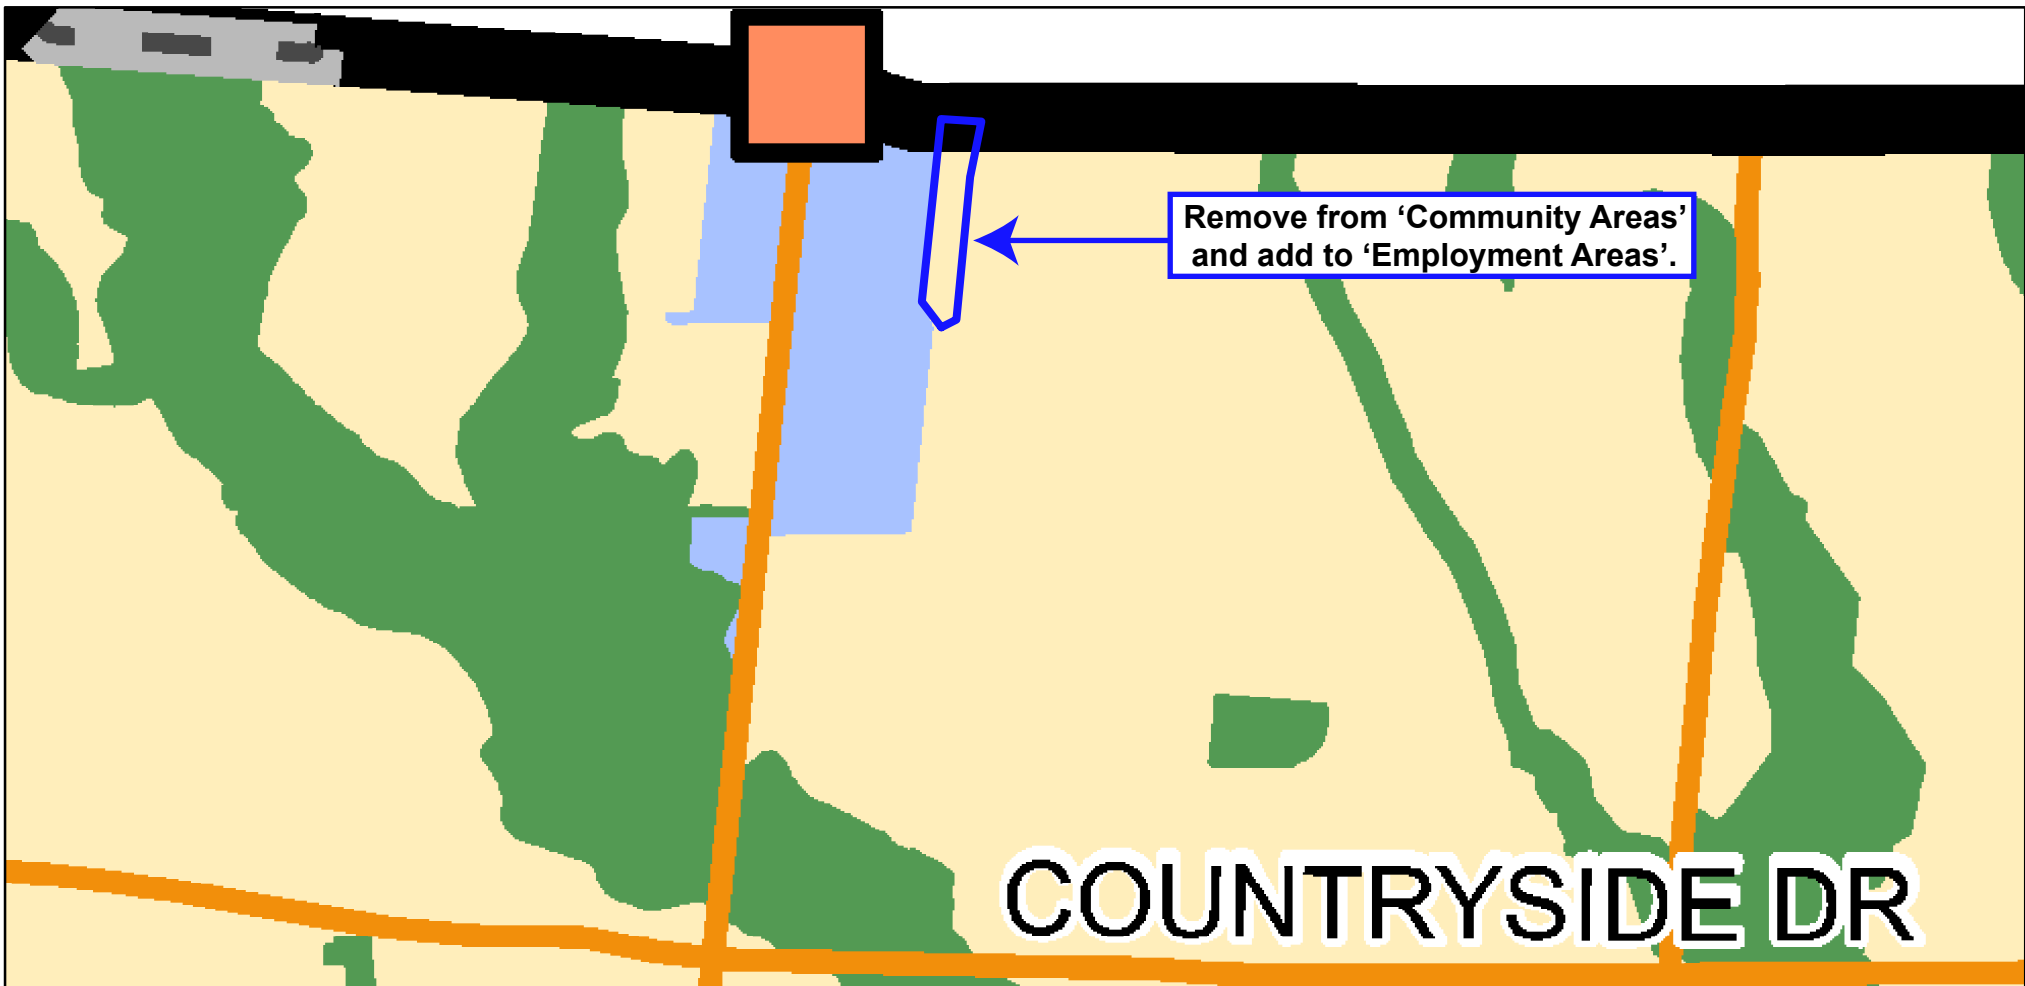 Remove from ‘Community Areas’
and add to ‘Employment Areas’.
COUNTRYSIDE DR